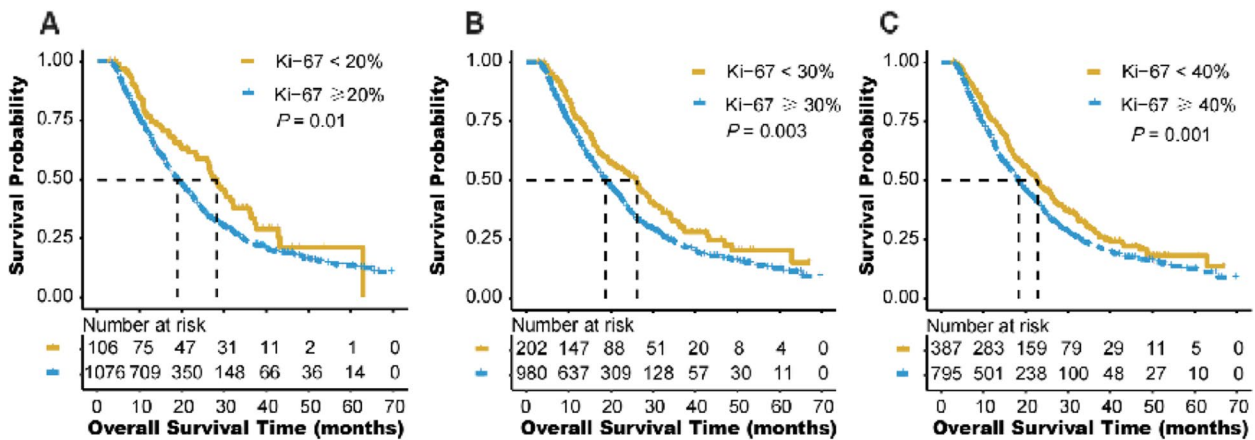 A
Survival Probability
1.00
0.75
0.50
0.25
0.00
Ki−67 < 20%
Ki−67 ⩾20%
P = 0.01
Number at risk
106 75 47 31 11 2 1 0
1076 709 350 148 66 36 14 0
0 10 20 30 40 50 60 70
Overall Survival Time (months)
B
Survival Probability
1.00
0.75
0.50
0.25
0.00
Ki−67 < 30%
Ki−67 ⩾ 30%
P = 0.003
Number at risk
202 147 88 51 20 8 4 0
980 637 309 128 57 30 11 0
0 10 20 30 40 50 60 70
Overall Survival Time (months)
C
Survival Probability
1.00
0.75
0.50
0.25
0.00
Ki−67 < 40%
Ki−67 ⩾ 40%
P = 0.001
Number at risk
387 283 159 79 29 11 5 0
795 501 238 100 48 27 10 0
0 10 20 30 40 50 60 70
Overall Survival Time (months)